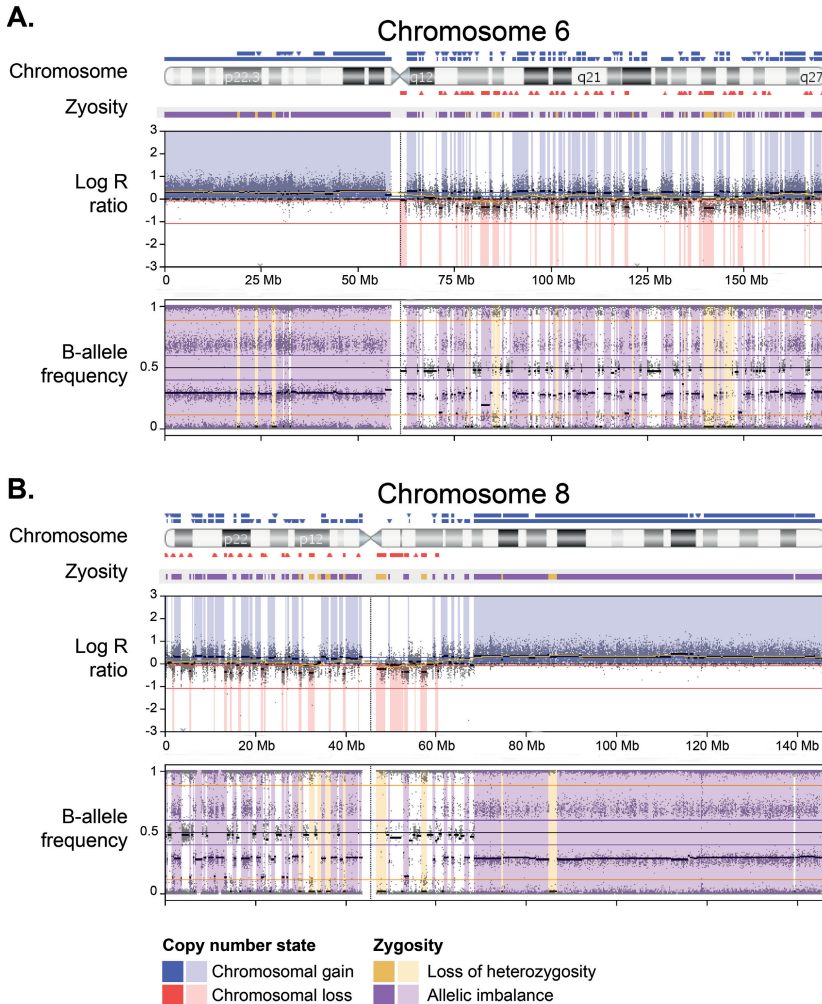 A.
Chromosome 6
Chromosome
p22.3 q12 q21 q27
Zyosity
Log R
ratio
3
2
1
0
-1
-2
-3
0 25 Mb 50 Mb 75 Mb 100 Mb 125 Mb 150 Mb
B-allele
frequency
1
0.5
0
B.
Chromosome 8
Chromosome
p22 p12
Zyosity
Log R
ratio
3
2
1
0
-1
-2
-3
0 20 Mb 40 Mb 60 Mb 80 Mb 100 Mb 120 Mb 140 Mb
B-allele
frequency
1
0.5
0
Copy number state Zygosity
Chromosomal gain Loss of heterozygosity
Chromosomal loss Allelic imbalance